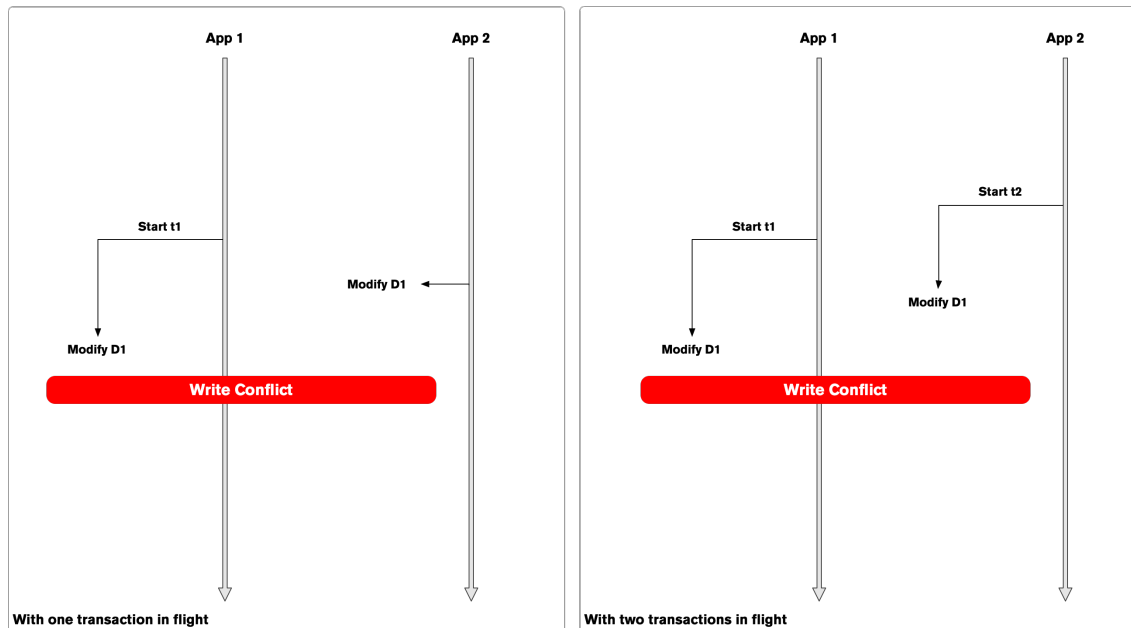 App 1
App 2
Start t1
Modify D1
Modify D1
Write Conflict
With one transaction in flight
App 1
App 2
Start t2
Start t1
Modify D1
Modify D1
Write Conflict
With two transactions in flight